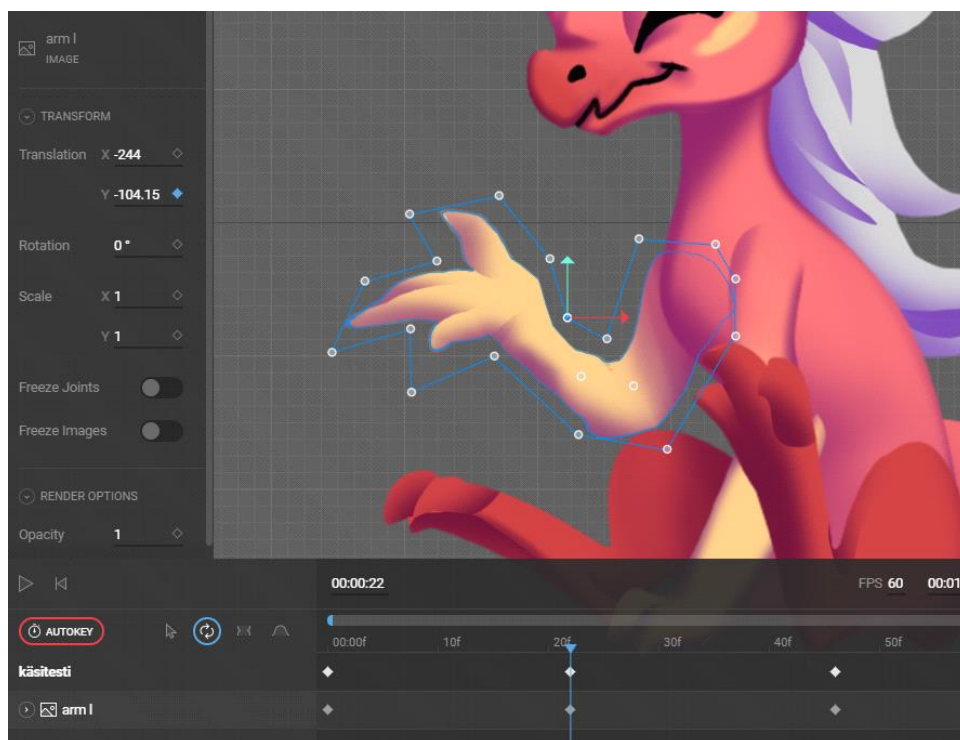 arm l
IMAGE
TRANSFORM
Translation X -244
Y -104.15
Rotation 0°
Scale X 1
Y 1
Freeze Joints
Freeze Images
RENDER OPTIONS
Opacity 1
00:00:22 FPS 60 00:01
AUTOKEY
00:00f 10f 20f 30f 40f 50f
käsitesti
arm l